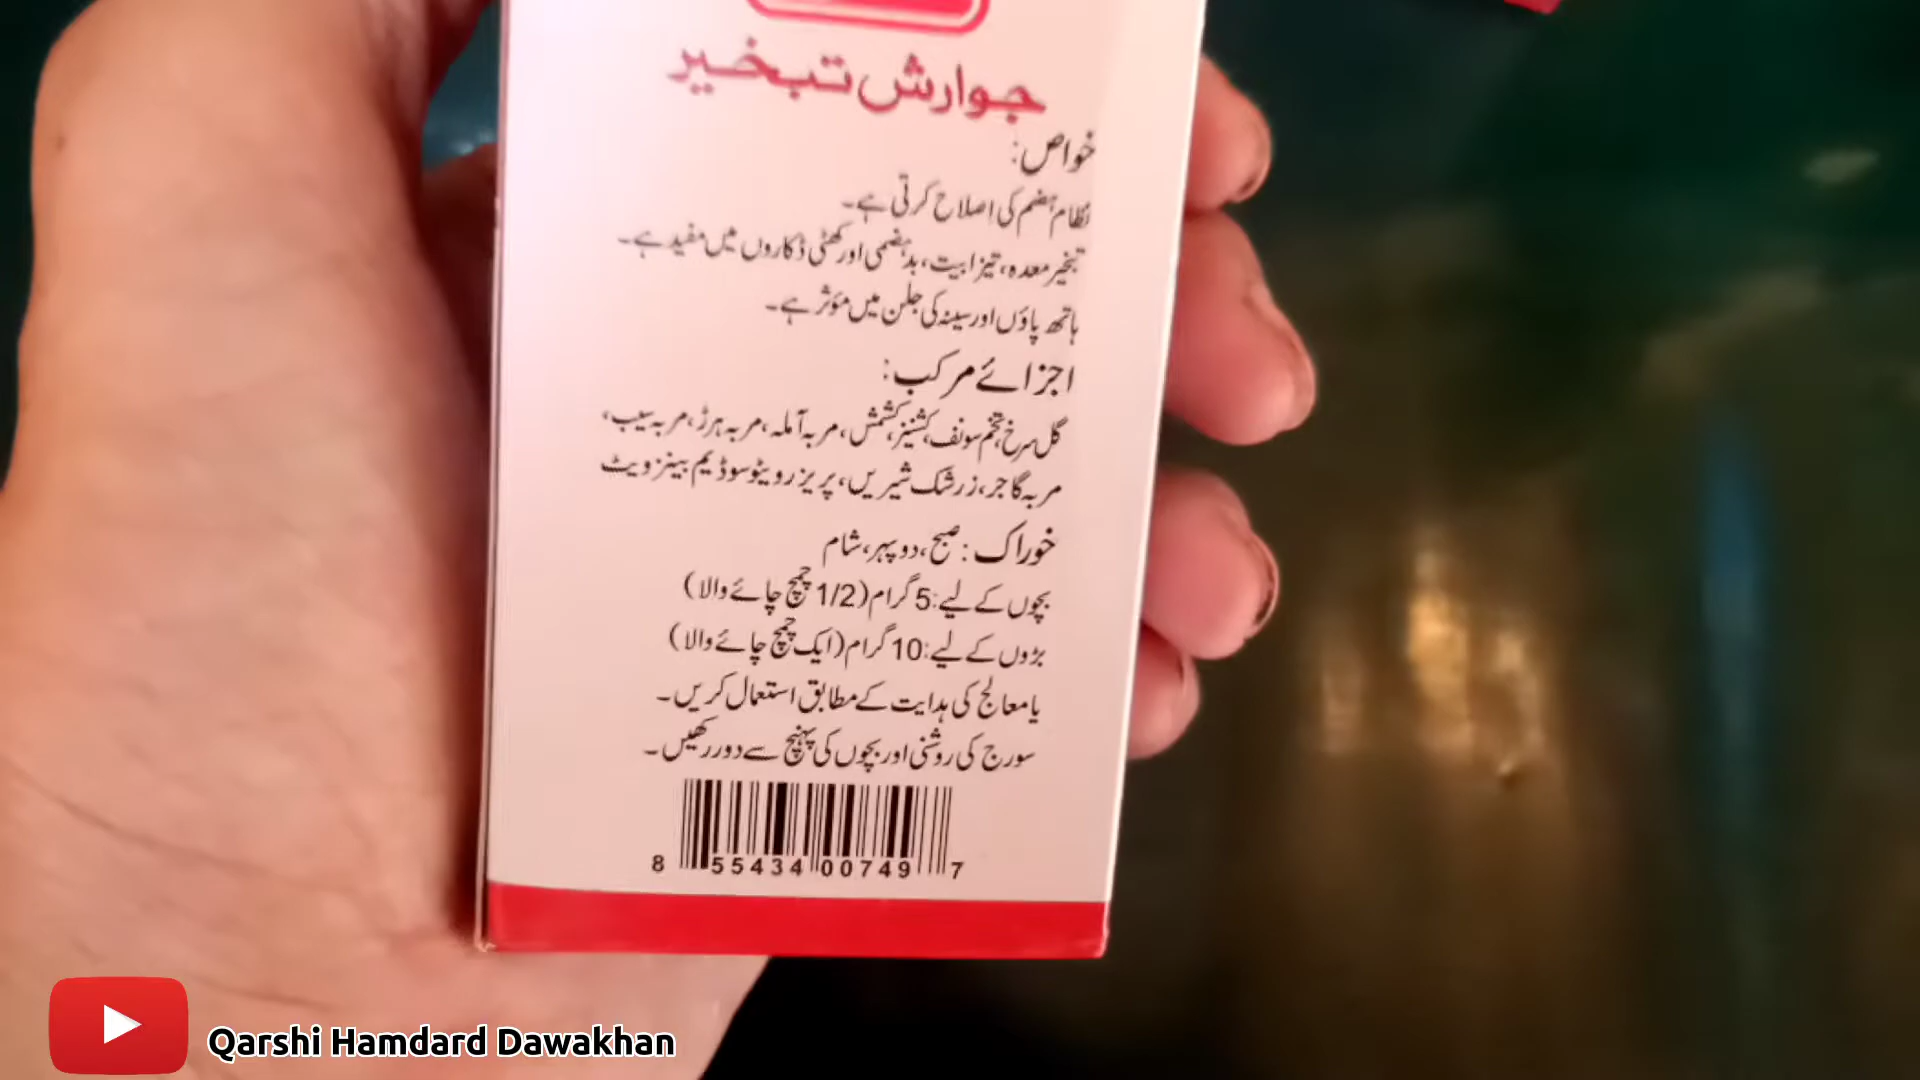 جوارش تبخیر
خواص:
نظام ہضم کی اصلاح کرتی ہے۔
تبخیر معدہ، تیزابیت، بدہضمی اور کھٹی ڈکاروں میں مفید ہے۔
ہاتھ پاؤں اور سینہ کی جلن میں مؤثر ہے۔
اجزائے مرکب:
گل سرخ، تخم سونف، کشنیز، کشمش، مربہ آملہ، مربہ ہرڑ، مربہ سیب،
مربہ گاجر، زرشک شیریں، پریزرویٹو سوڈیم بینزویٹ
خوراک: صبح، دوپہر، شام
بچوں کے لیے: 5 گرام (1/2 چمچ چائے والا)
بڑوں کے لیے: 10 گرام (ایک چمچ چائے والا)
یا معالج کی ہدایت کے مطابق استعمال کریں۔
سورج کی روشنی اور بچوں کی پہنچ سے دور رکھیں۔
8 55434 00749 7
Qarshi Hamdard Dawakhan